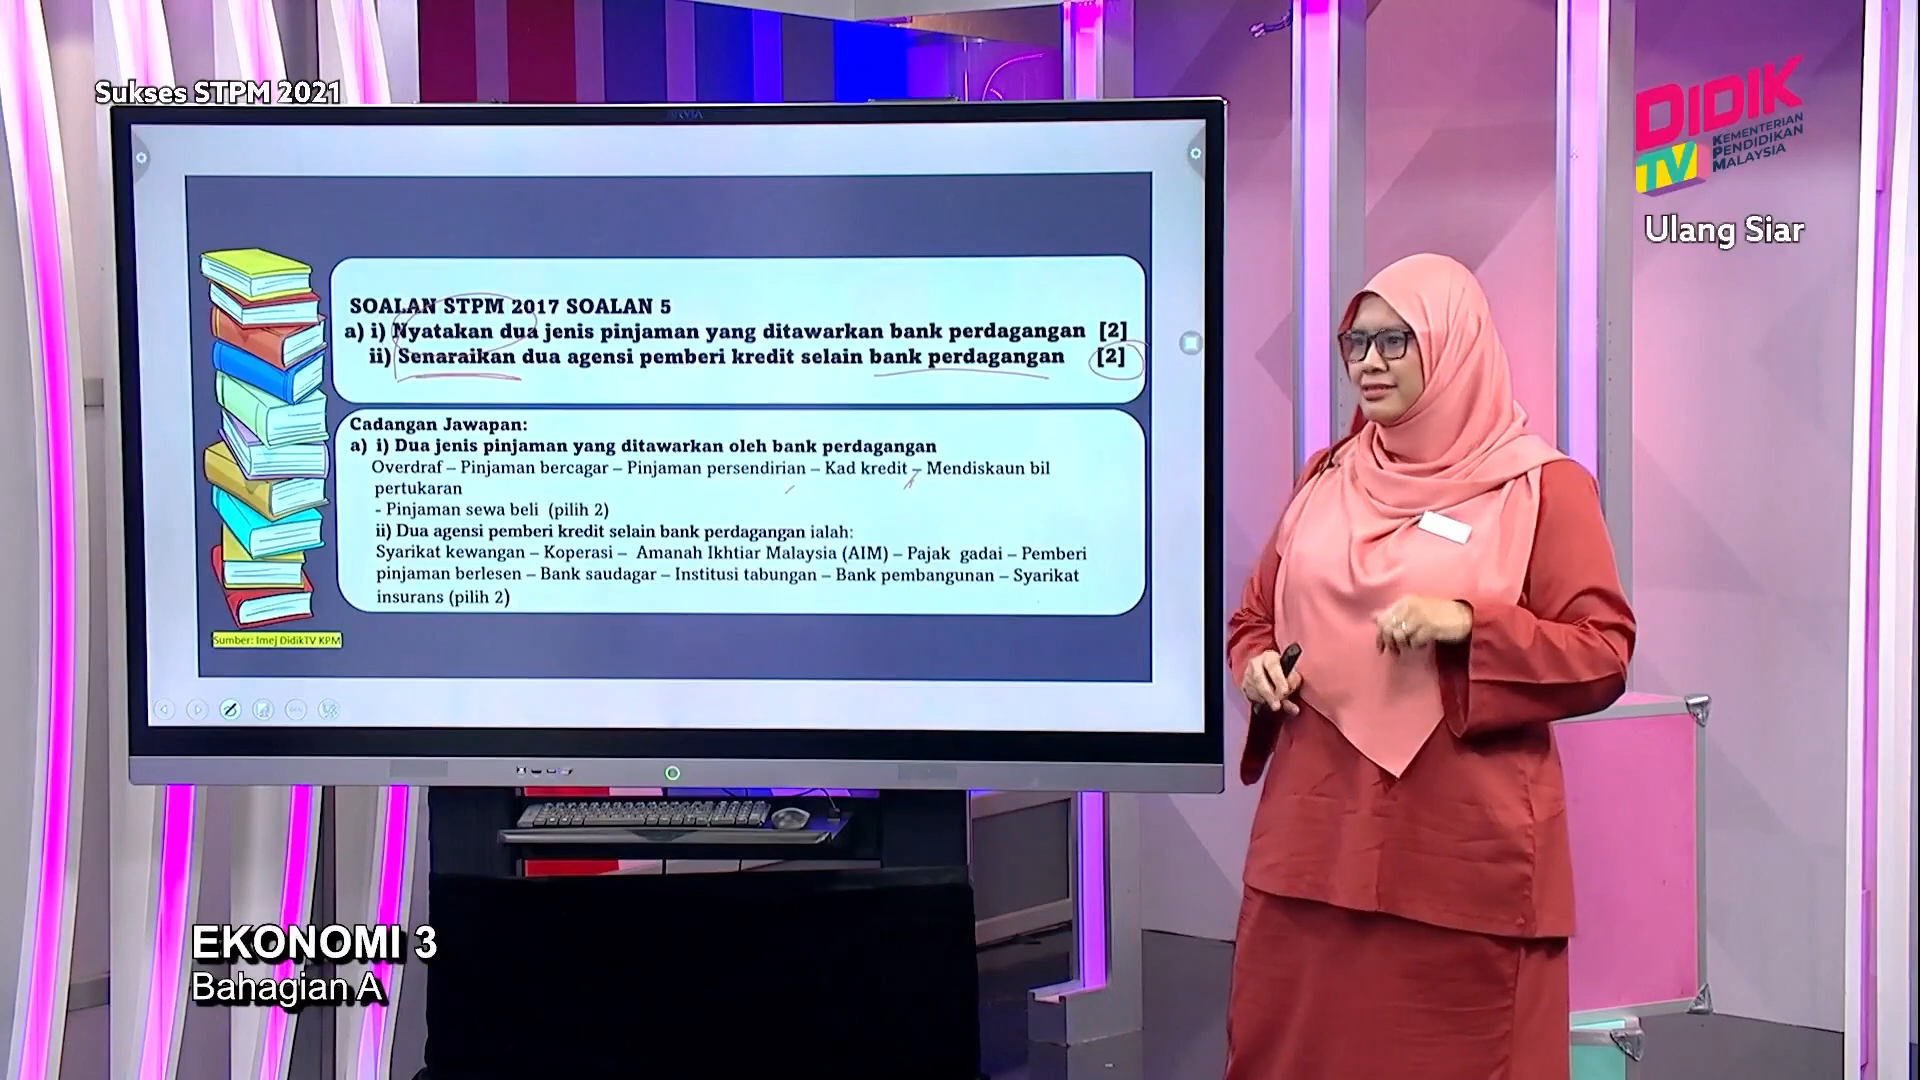 Sukses STPM 2021
DIDIK
TV
KEMENTERIAN
PENDIDIKAN
MALAYSIA
Ulang Siar
SOALAN STPM 2017 SOALAN 5
a) i) Nyatakan dua jenis pinjaman yang ditawarkan bank perdagangan [2]
ii) Senaraikan dua agensi pemberi kredit selain bank perdagangan [2]
Cadangan Jawapan:
a) i) Dua jenis pinjaman yang ditawarkan oleh bank perdagangan
Overdraf – Pinjaman bercagar – Pinjaman persendirian – Kad kredit – Mendiskaun bil
pertukaran
- Pinjaman sewa beli (pilih 2)
ii) Dua agensi pemberi kredit selain bank perdagangan ialah:
Syarikat kewangan – Koperasi – Amanah Ikhtiar Malaysia (AIM) – Pajak gadai – Pemberi
pinjaman berlesen – Bank saudagar – Institusi tabungan – Bank pembangunan – Syarikat
insurans (pilih 2)
Sumber: Imej DidikTV KPM
EKONOMI 3
Bahagian A